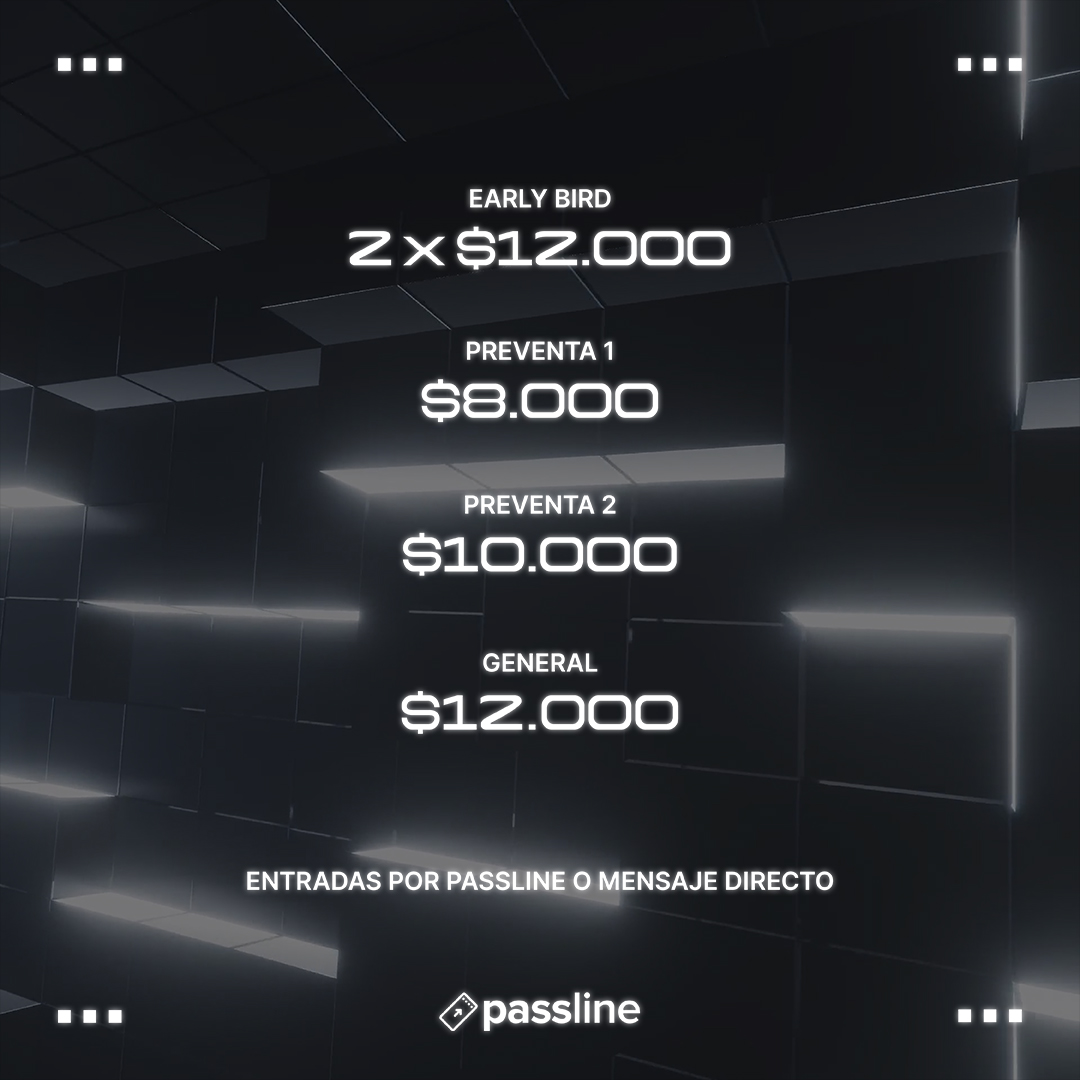 EARLY BIRD
2 x $12.000
PREVENTA 1
$8.000
PREVENTA 2
$10.000
GENERAL
$12.000
ENTRADAS POR PASSLINE O MENSAJE DIRECTO
passline